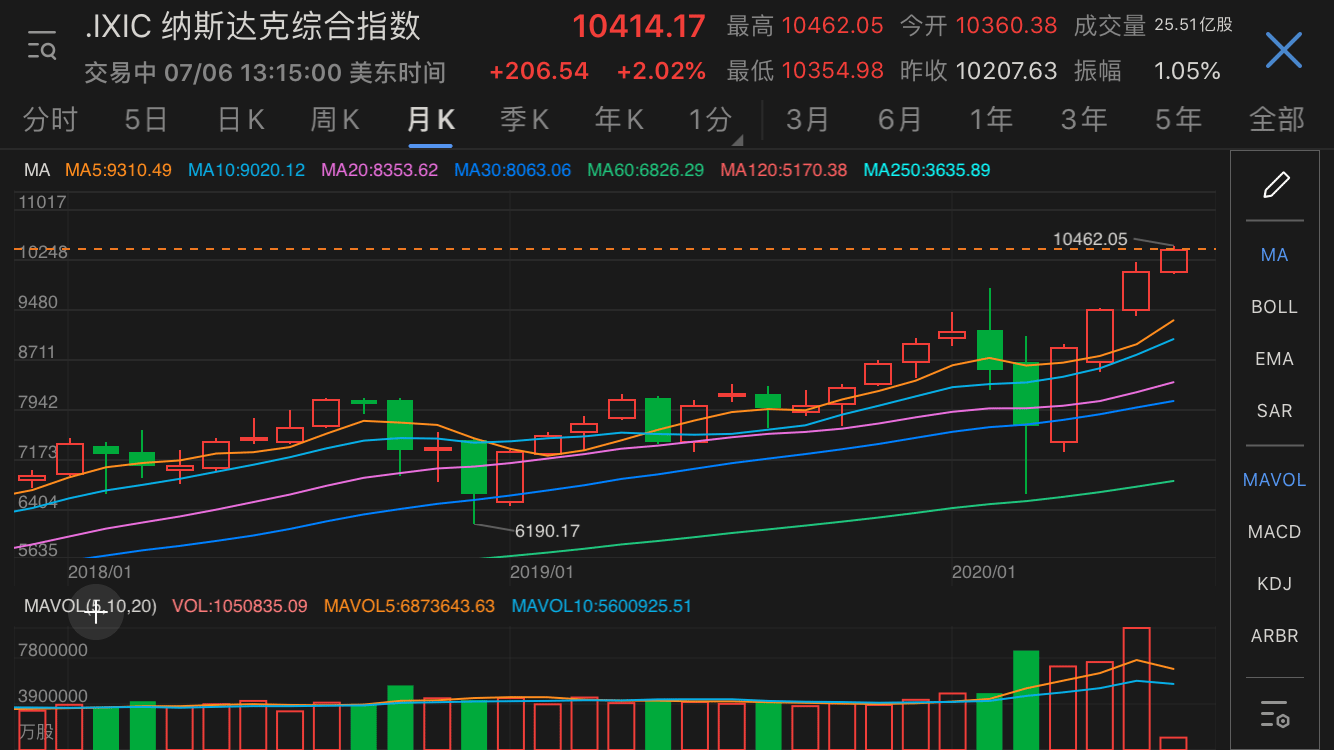 .IXIC 纳斯达克综合指数 10414.17 最高 10462.05 今开 10360.38 成交量 25.51亿股
交易中 07/06 13:15:00 美东时间 +206.54 +2.02% 最低 10354.98 昨收 10207.63 振幅 1.05%
分时 5日 日K 周K 月K 季K 年K 1分 3月 6月 1年 3年 5年 全部
MA MA5:9310.49 MA10:9020.12 MA20:8353.62 MA30:8063.06 MA60:6826.29 MA120:5170.38 MA250:3635.89
11017
10462.05
10248
9480
8711
7942
7173
6404
6190.17
5635
2018/01 2019/01 2020/01
MAVOL(5,10,20) VOL:1050835.09 MAVOL5:6873643.63 MAVOL10:5600925.51
7800000
3900000
万股
MA
BOLL
EMA
SAR
MAVOL
MACD
KDJ
ARBR